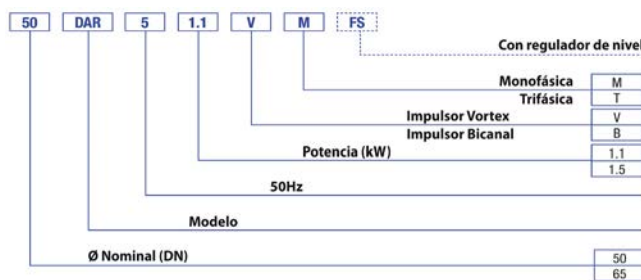 50 DAR 5 1.1 V M FS
Con regulador de nivel
Monofásica M
Trifásica T
Impulsor Vortex V
Impulsor Bicanal B
Potencia (kW) 1.1
1.5
50Hz
Modelo
Ø Nominal (DN) 50
65